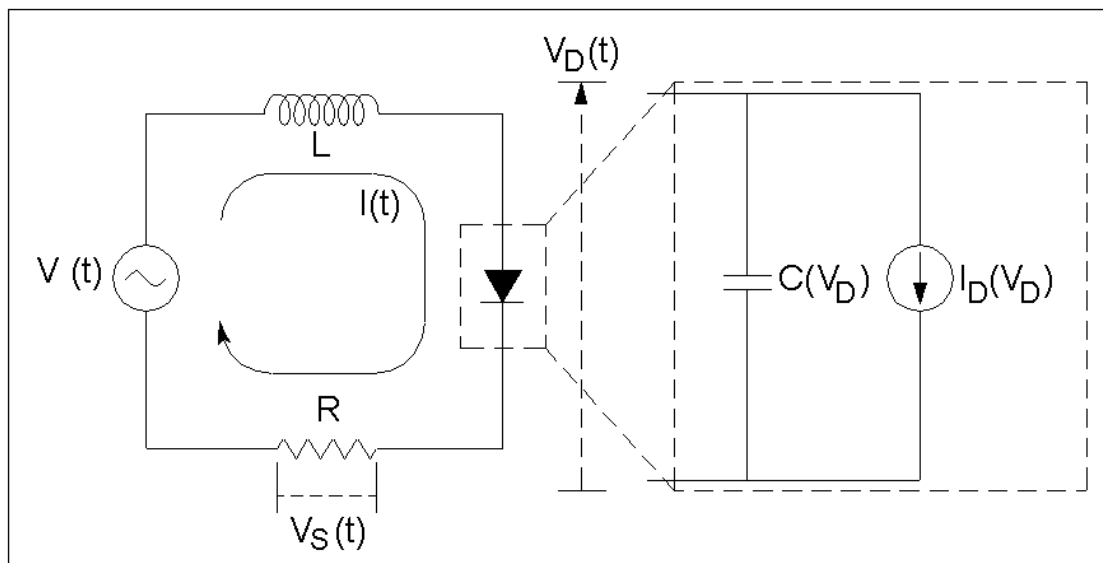 V_D(t)
L
I(t)
V (t)
C(V_D)
I_D(V_D)
R
V_S(t)